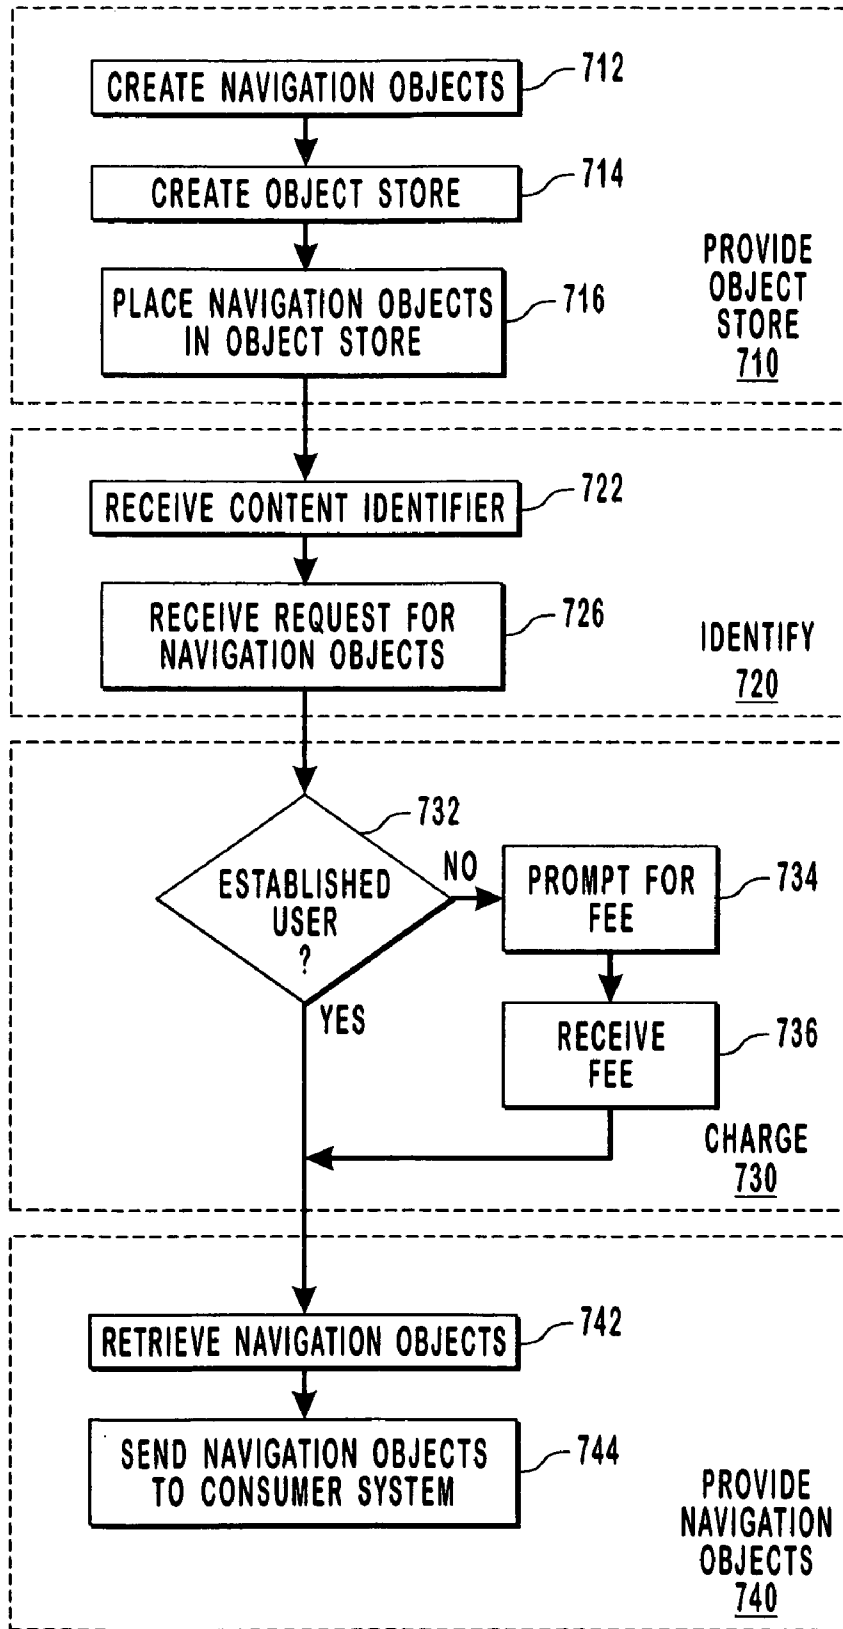 CREATE NAVIGATION OBJECTS
712
CREATE OBJECT STORE
714
PLACE NAVIGATION OBJECTS
IN OBJECT STORE
716
PROVIDE
OBJECT
STORE
710
RECEIVE CONTENT IDENTIFIER
722
RECEIVE REQUEST FOR
NAVIGATION OBJECTS
726
IDENTIFY
720
732
ESTABLISHED
USER
?
NO
YES
PROMPT FOR
FEE
734
RECEIVE
FEE
736
CHARGE
730
RETRIEVE NAVIGATION OBJECTS
742
SEND NAVIGATION OBJECTS
TO CONSUMER SYSTEM
744
PROVIDE
NAVIGATION
OBJECTS
740